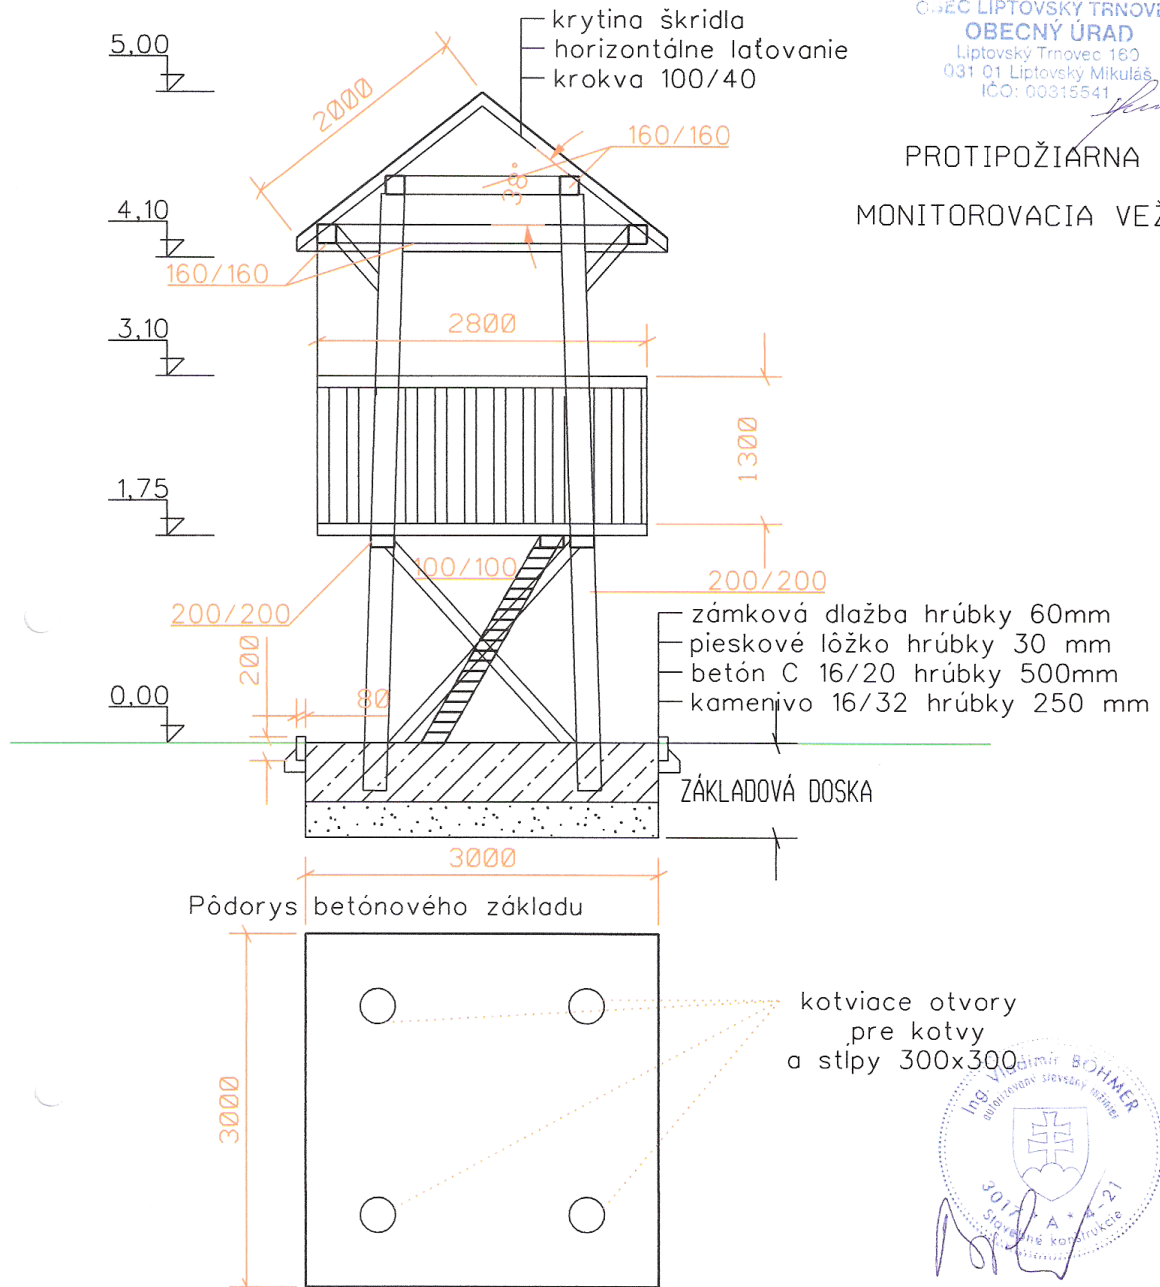 OBEC LIPTOVSKÝ TRNOVEC
OBECNÝ ÚRAD
Liptovský Trnovec 160
031 01 Liptovský Mikuláš
IČO: 00315541
PROTIPOŽIARNA
MONITOROVACIA VEŽ
krytina škridla
horizontálne laťovanie
krokva 100/40
5,00
2000
160/160
38°
4,10
160/160
3,10
2800
1300
1,75
100/100
200/200
200/200
zámková dlažba hrúbky 60mm
pieskové lôžko hrúbky 30 mm
betón C 16/20 hrúbky 500mm
kamenivo 16/32 hrúbky 250 mm
200
80
0,00
ZÁKLADOVÁ DOSKA
3000
Pôdorys betónového základu
3000
kotviace otvory
pre kotvy
a stĺpy 300x300
Ing. Vladimír BÖHMER
autorizovaný stavebný inžinier
3017 * A * 4-21
Stavebné konštrukcie